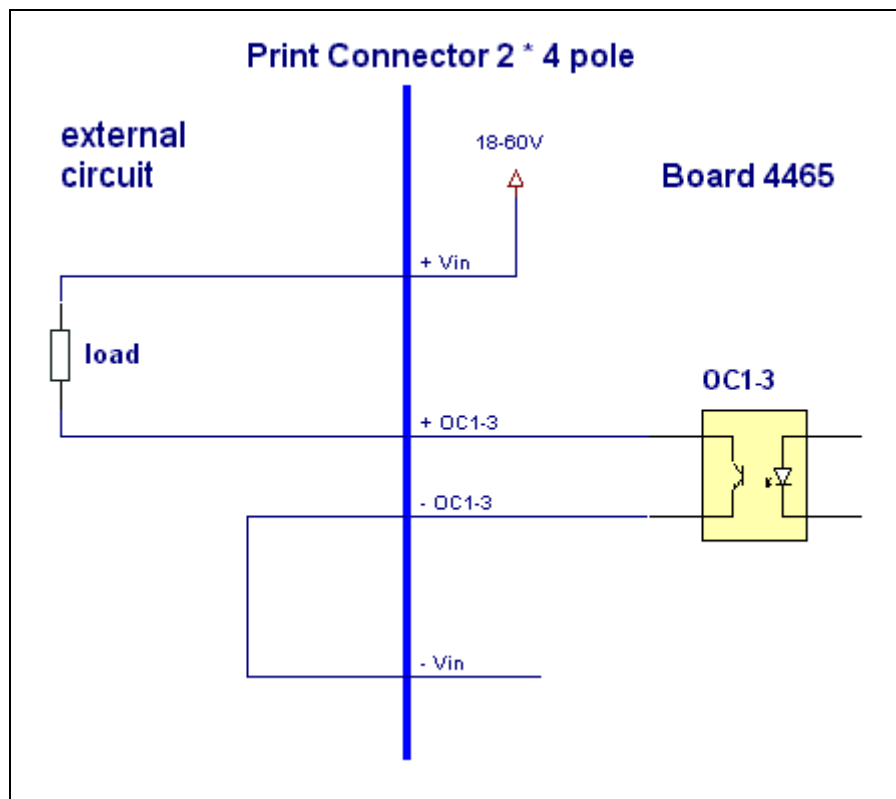 Print Connector 2 * 4 pole
external
circuit
18-60V
Board 4465
+ Vin
load
OC1-3
+ OC1-3
- OC1-3
- Vin